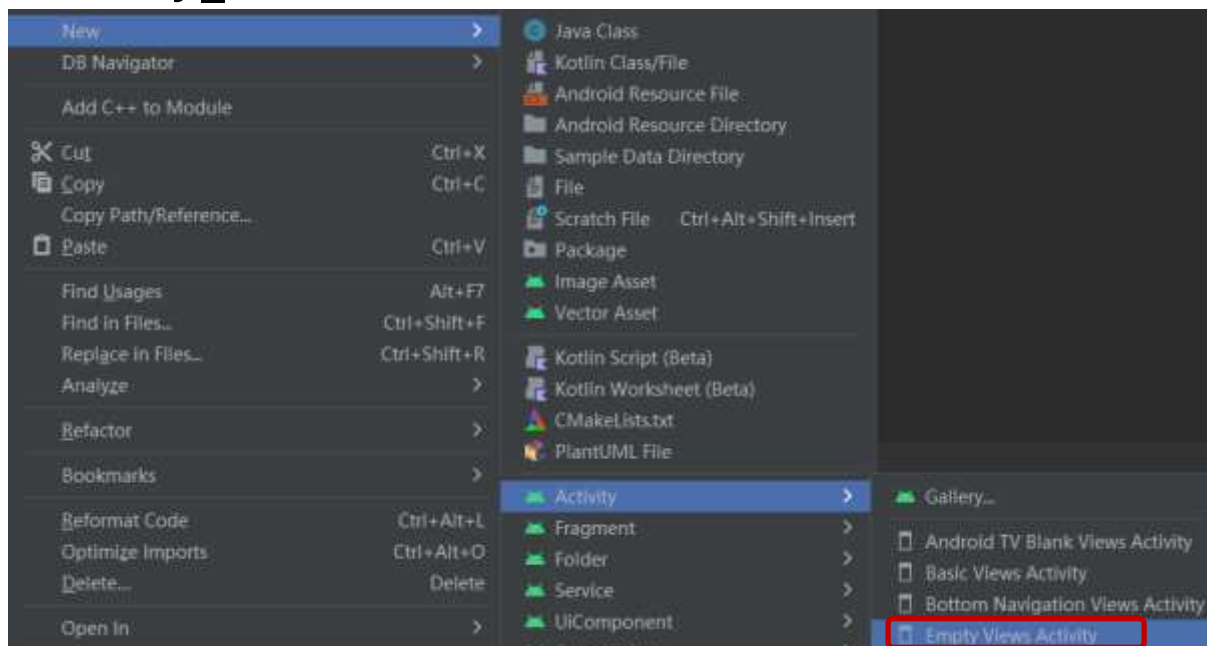 New
DB Navigator
Add C++ to Module
Cut Ctrl+X
Copy Ctrl+C
Copy Path/Reference...
Paste Ctrl+V
Find Usages Alt+F7
Find in Files... Ctrl+Shift+F
Replace in Files... Ctrl+Shift+R
Analyze
Refactor
Bookmarks
Reformat Code Ctrl+Alt+L
Optimize Imports Ctrl+Alt+O
Delete... Delete
Open In
Java Class
Kotlin Class/File
Android Resource File
Android Resource Directory
Sample Data Directory
File
Scratch File Ctrl+Alt+Shift+Insert
Package
Image Asset
Vector Asset
Kotlin Script (Beta)
Kotlin Worksheet (Beta)
CMakeLists.txt
PlantUML File
Activity
Fragment
Folder
Service
UiComponent
Gallery...
Android TV Blank Views Activity
Basic Views Activity
Bottom Navigation Views Activity
Empty Views Activity